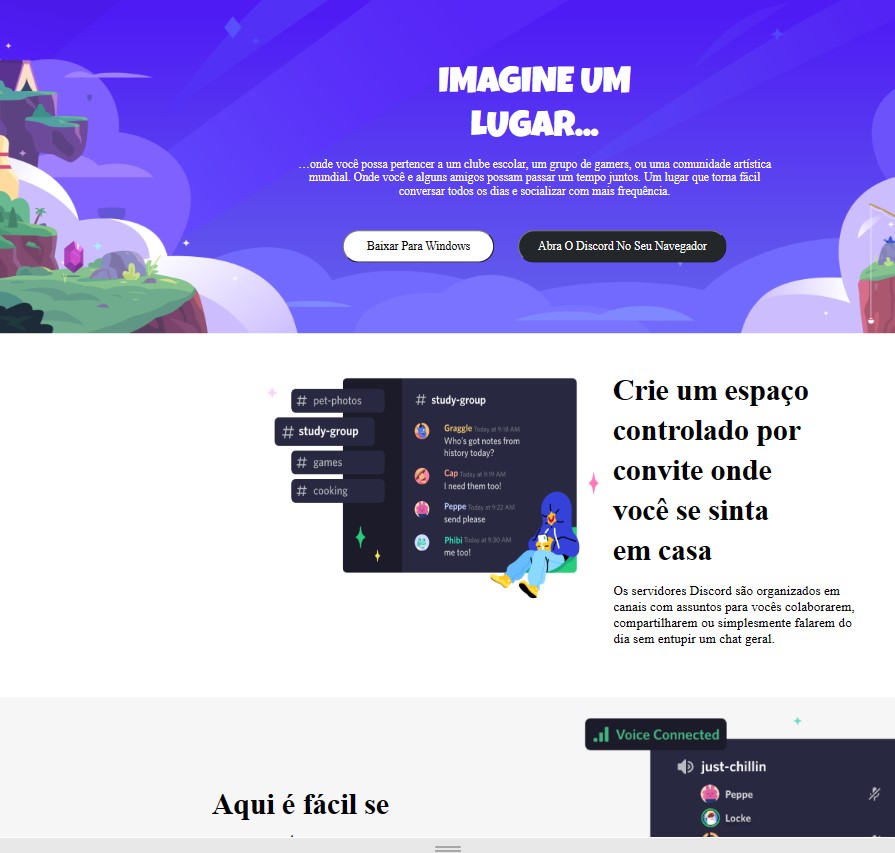 IMAGINE UM
LUGAR...
…onde você possa pertencer a um clube escolar, um grupo de gamers, ou uma comunidade artística
mundial. Onde você e alguns amigos possam passar um tempo juntos. Um lugar que torna fácil
conversar todos os dias e socializar com mais frequência.
Baixar Para Windows
Abra O Discord No Seu Navegador
# pet-photos
# study-group
# games
# cooking
# study-group
Graggle Today at 9:18 AM
Who's got notes from
history today?
Cap Today at 9:19 AM
I need them too!
Peppe Today at 9:22 AM
send please
Phibi Today at 9:30 AM
me too!
Crie um espaço
controlado por
convite onde
você se sinta
em casa
Os servidores Discord são organizados em
canais com assuntos para vocês colaborarem,
compartilharem ou simplesmente falarem do
dia sem entupir um chat geral.
Aqui é fácil se
Voice Connected
just-chillin
Peppe
Locke